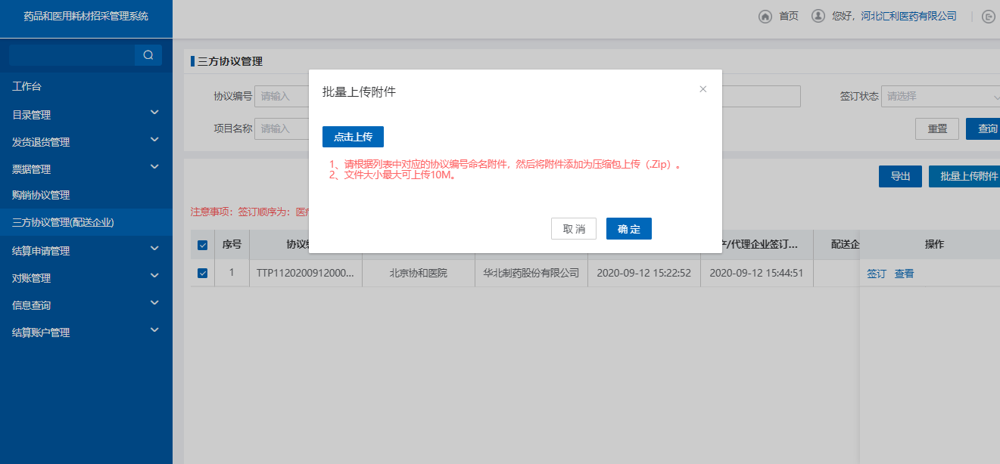 药品和医用耗材招采管理系统
首页 您好，河北汇利医药有限公司
工作台
目录管理
发货退货管理
票据管理
购销协议管理
三方协议管理(配送企业)
结算申请管理
对账管理
信息查询
结算账户管理
三方协议管理
协议编号 请输入 签订状态 请选择
项目名称 请输入 重置 查询
导出 批量上传附件
批量上传附件
点击上传
1、请根据列表中对应的协议编号命名附件，然后将附件添加为压缩包上传（.Zip）。
2、文件大小最大可上传10M。
取 消 确 定
注意事项：签订顺序为：医
序号 协议 产/代理企业签订... 配送企 操作
1 TTP1120200912000... 北京协和医院 华北制药股份有限公司 2020-09-12 15:22:52 2020-09-12 15:44:51 签订 查看